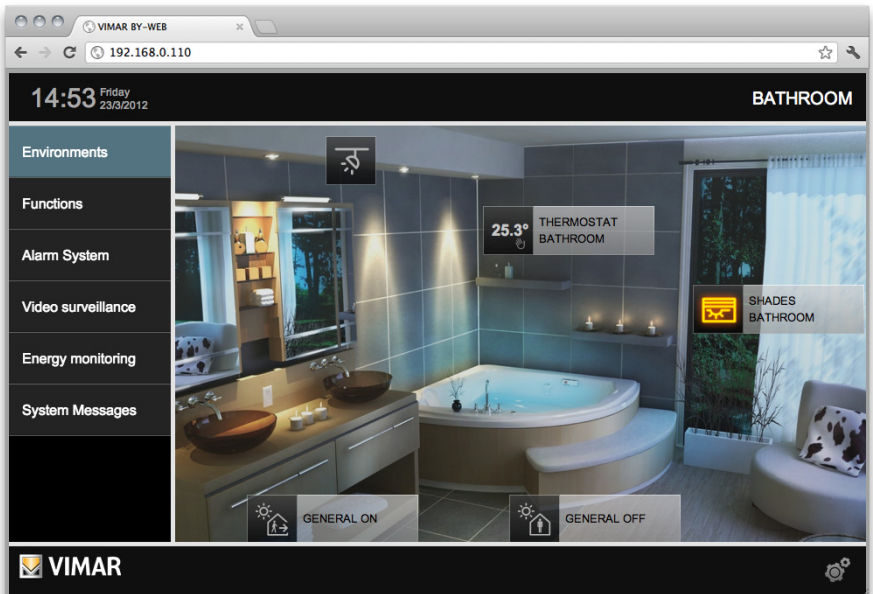 VIMAR BY-WEB
192.168.0.110
14:53
Friday
23/3/2012
BATHROOM
Environments
Functions
Alarm System
Video surveillance
Energy monitoring
System Messages
25.3°
THERMOSTAT
BATHROOM
SHADES
BATHROOM
GENERAL ON
GENERAL OFF
VIMAR